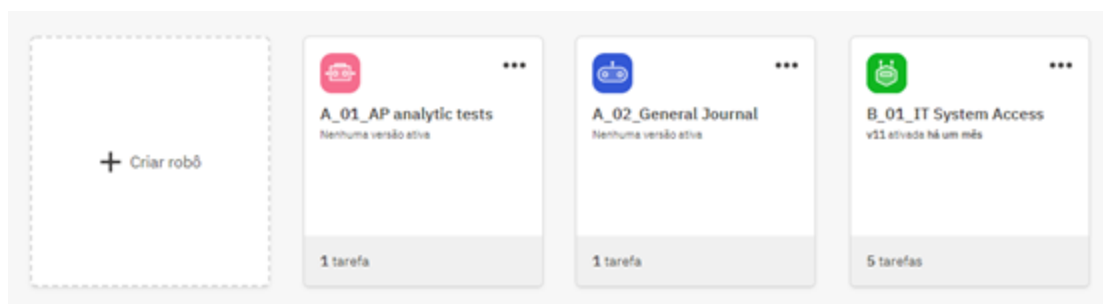 + Criar robô
A_01_AP analytic tests
Nenhuma versão ativa
1 tarefa
A_02_General Journal
Nenhuma versão ativa
1 tarefa
B_01_IT System Access
v11 ativada há um mês
5 tarefas